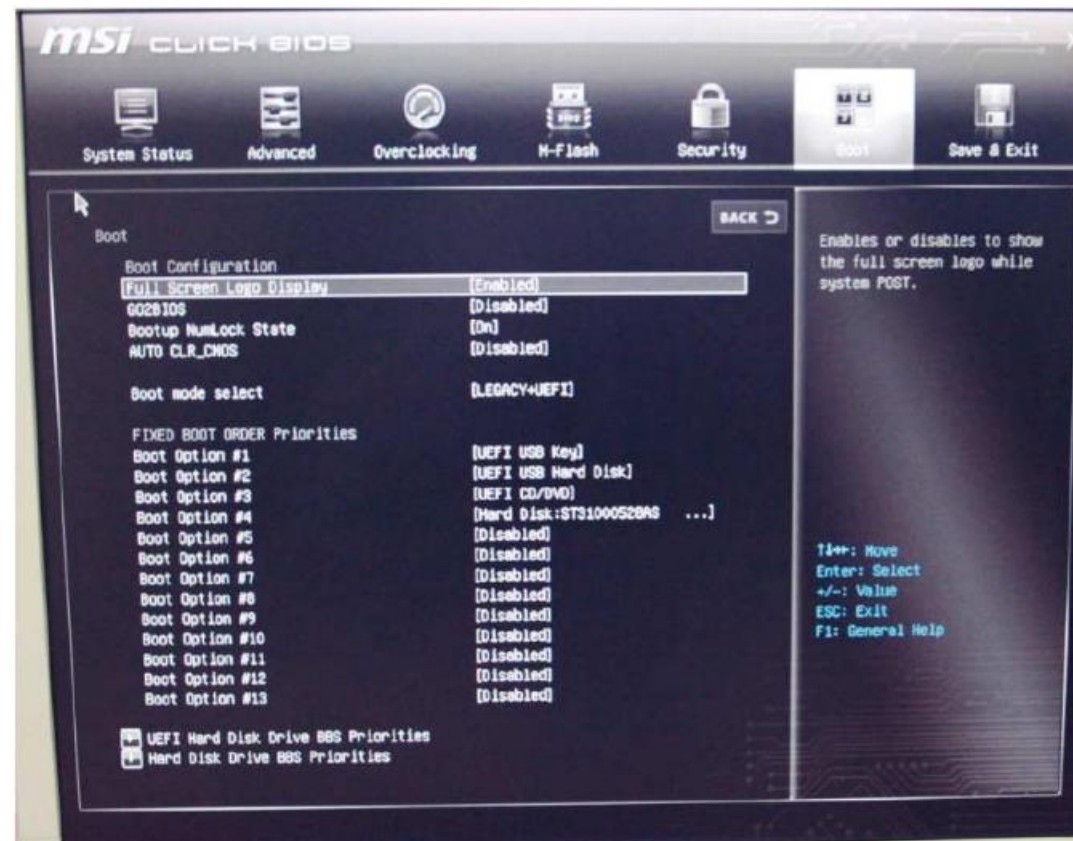 msi CLICK BIOS
System Status Advanced Overclocking M-Flash Security Boot Save & Exit
BACK
Boot
Boot Configuration
Full Screen Logo Display [Enabled]
GO2BIOS [Disabled]
Bootup NumLock State [On]
AUTO CLR_CMOS [Disabled]
Boot mode select [LEGACY+UEFI]
FIXED BOOT ORDER Priorities
Boot Option #1 [UEFI USB Key]
Boot Option #2 [UEFI USB Hard Disk]
Boot Option #3 [UEFI CD/DVD]
Boot Option #4 [Hard Disk:ST31000528AS ...]
Boot Option #5 [Disabled]
Boot Option #6 [Disabled]
Boot Option #7 [Disabled]
Boot Option #8 [Disabled]
Boot Option #9 [Disabled]
Boot Option #10 [Disabled]
Boot Option #11 [Disabled]
Boot Option #12 [Disabled]
Boot Option #13 [Disabled]
UEFI Hard Disk Drive BBS Priorities
Hard Disk Drive BBS Priorities
Enables or disables to show
the full screen logo while
system POST.
↑↓←→: Move
Enter: Select
+/-: Value
ESC: Exit
F1: General Help